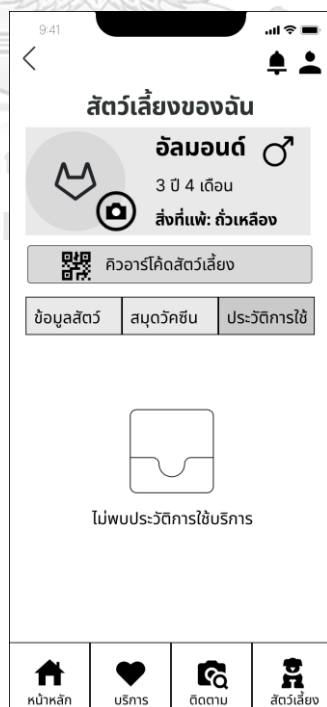 9:41
สัตว์เลี้ยงของฉัน
อัลมอนด์
3 ปี 4 เดือน
สิ่งที่แพ้: ถั่วเหลือง
คิวอาร์โค้ดสัตว์เลี้ยง
ข้อมูลสัตว์ สมุดวัคซีน ประวัติการใช้
ไม่พบประวัติการใช้บริการ
หน้าหลัก บริการ ติดตาม สัตว์เลี้ยง